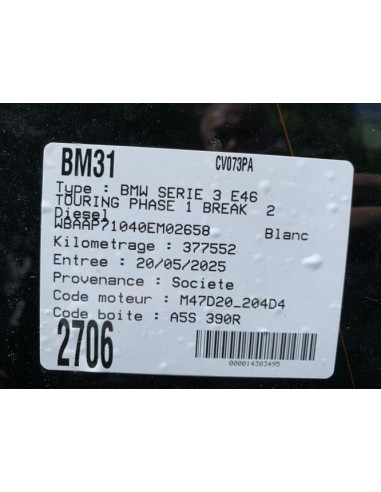 BM31 CV073PA
Type : BMW SERIE 3 E46
TOURING PHASE 1 BREAK 2
Diesel
WBAAP71040EM02658 Blanc
Kilometrage : 377552
Entree : 20/05/2025
Provenance : Societe
Code moteur : M47D20_204D4
Code boite : A5S 390R
2706
000014383495